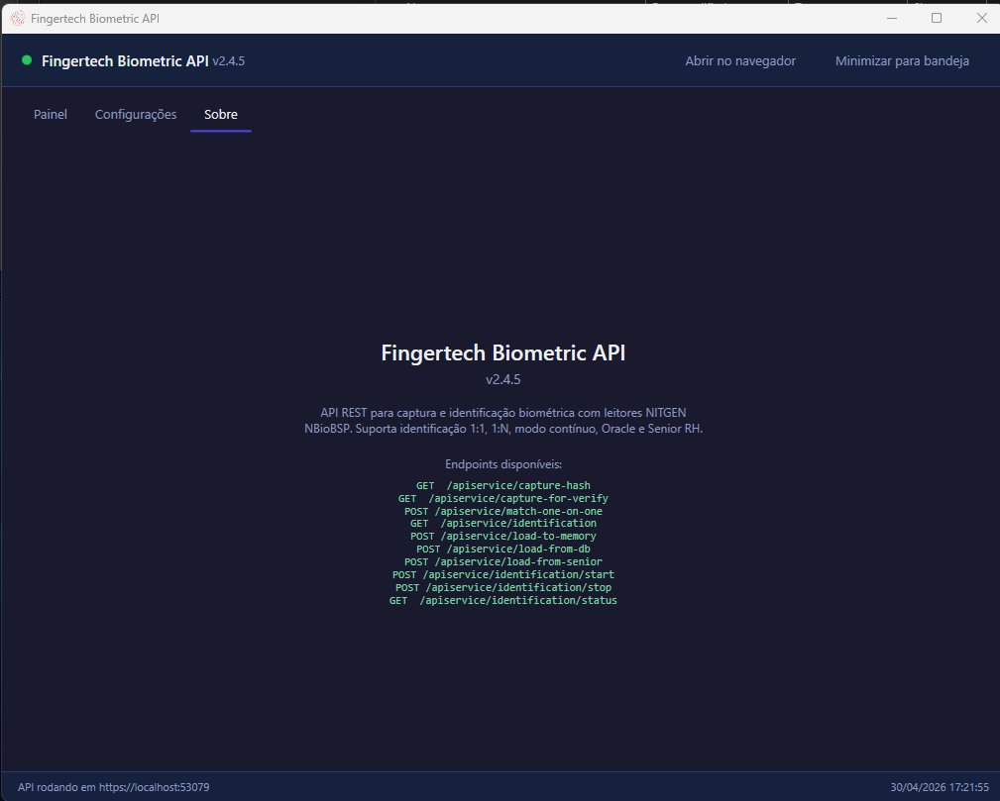 Fingertech Biometric API
Fingertech Biometric API v2.4.5
Abrir no navegador
Minimizar para bandeja
Painel
Configurações
Sobre
Fingertech Biometric API
v2.4.5
API REST para captura e identificação biométrica com leitores NITGEN
NBioBSP. Suporta identificação 1:1, 1:N, modo contínuo, Oracle e Senior RH.
Endpoints disponíveis:
GET /apiservice/capture-hash
GET /apiservice/capture-for-verify
POST /apiservice/match-one-on-one
GET /apiservice/identification
POST /apiservice/load-to-memory
POST /apiservice/load-from-db
POST /apiservice/load-from-senior
POST /apiservice/identification/start
POST /apiservice/identification/stop
GET /apiservice/identification/status
API rodando em https://localhost:53079
30/04/2026 17:21:55